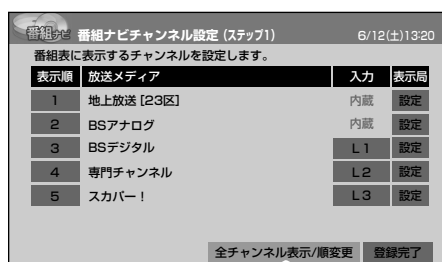 番組ナビ 番組ナビチャンネル設定 (ステップ1) 6/12(土)13:20
番組表に表示するチャンネルを設定します。
表示順 放送メディア 入力 表示局
1 地上放送 [23区] 内蔵 設定
2 BSアナログ 内蔵 設定
3 BSデジタル L1 設定
4 専門チャンネル L2 設定
5 スカパー! L3 設定
全チャンネル表示/順変更 登録完了